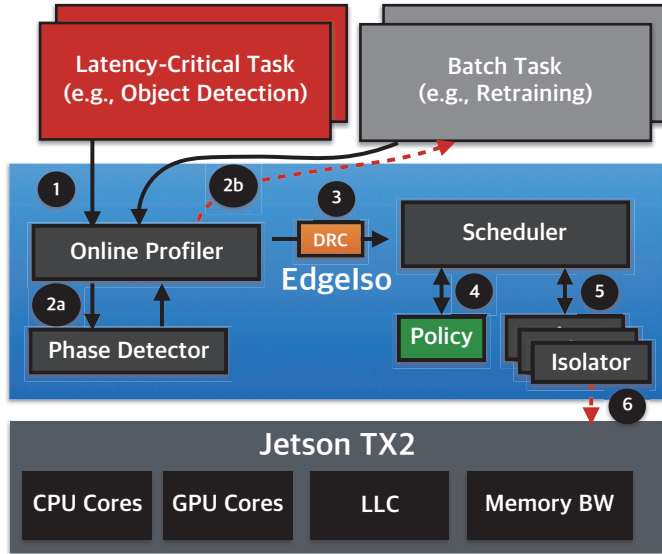 Latency-Critical Task
(e.g., Object Detection)
Batch Task
(e.g., Retraining)
1
2b
3
Online Profiler
DRC
Scheduler
EdgeIso
2a
4
5
Phase Detector
Policy
Isolator
6
Jetson TX2
CPU Cores
GPU Cores
LLC
Memory BW